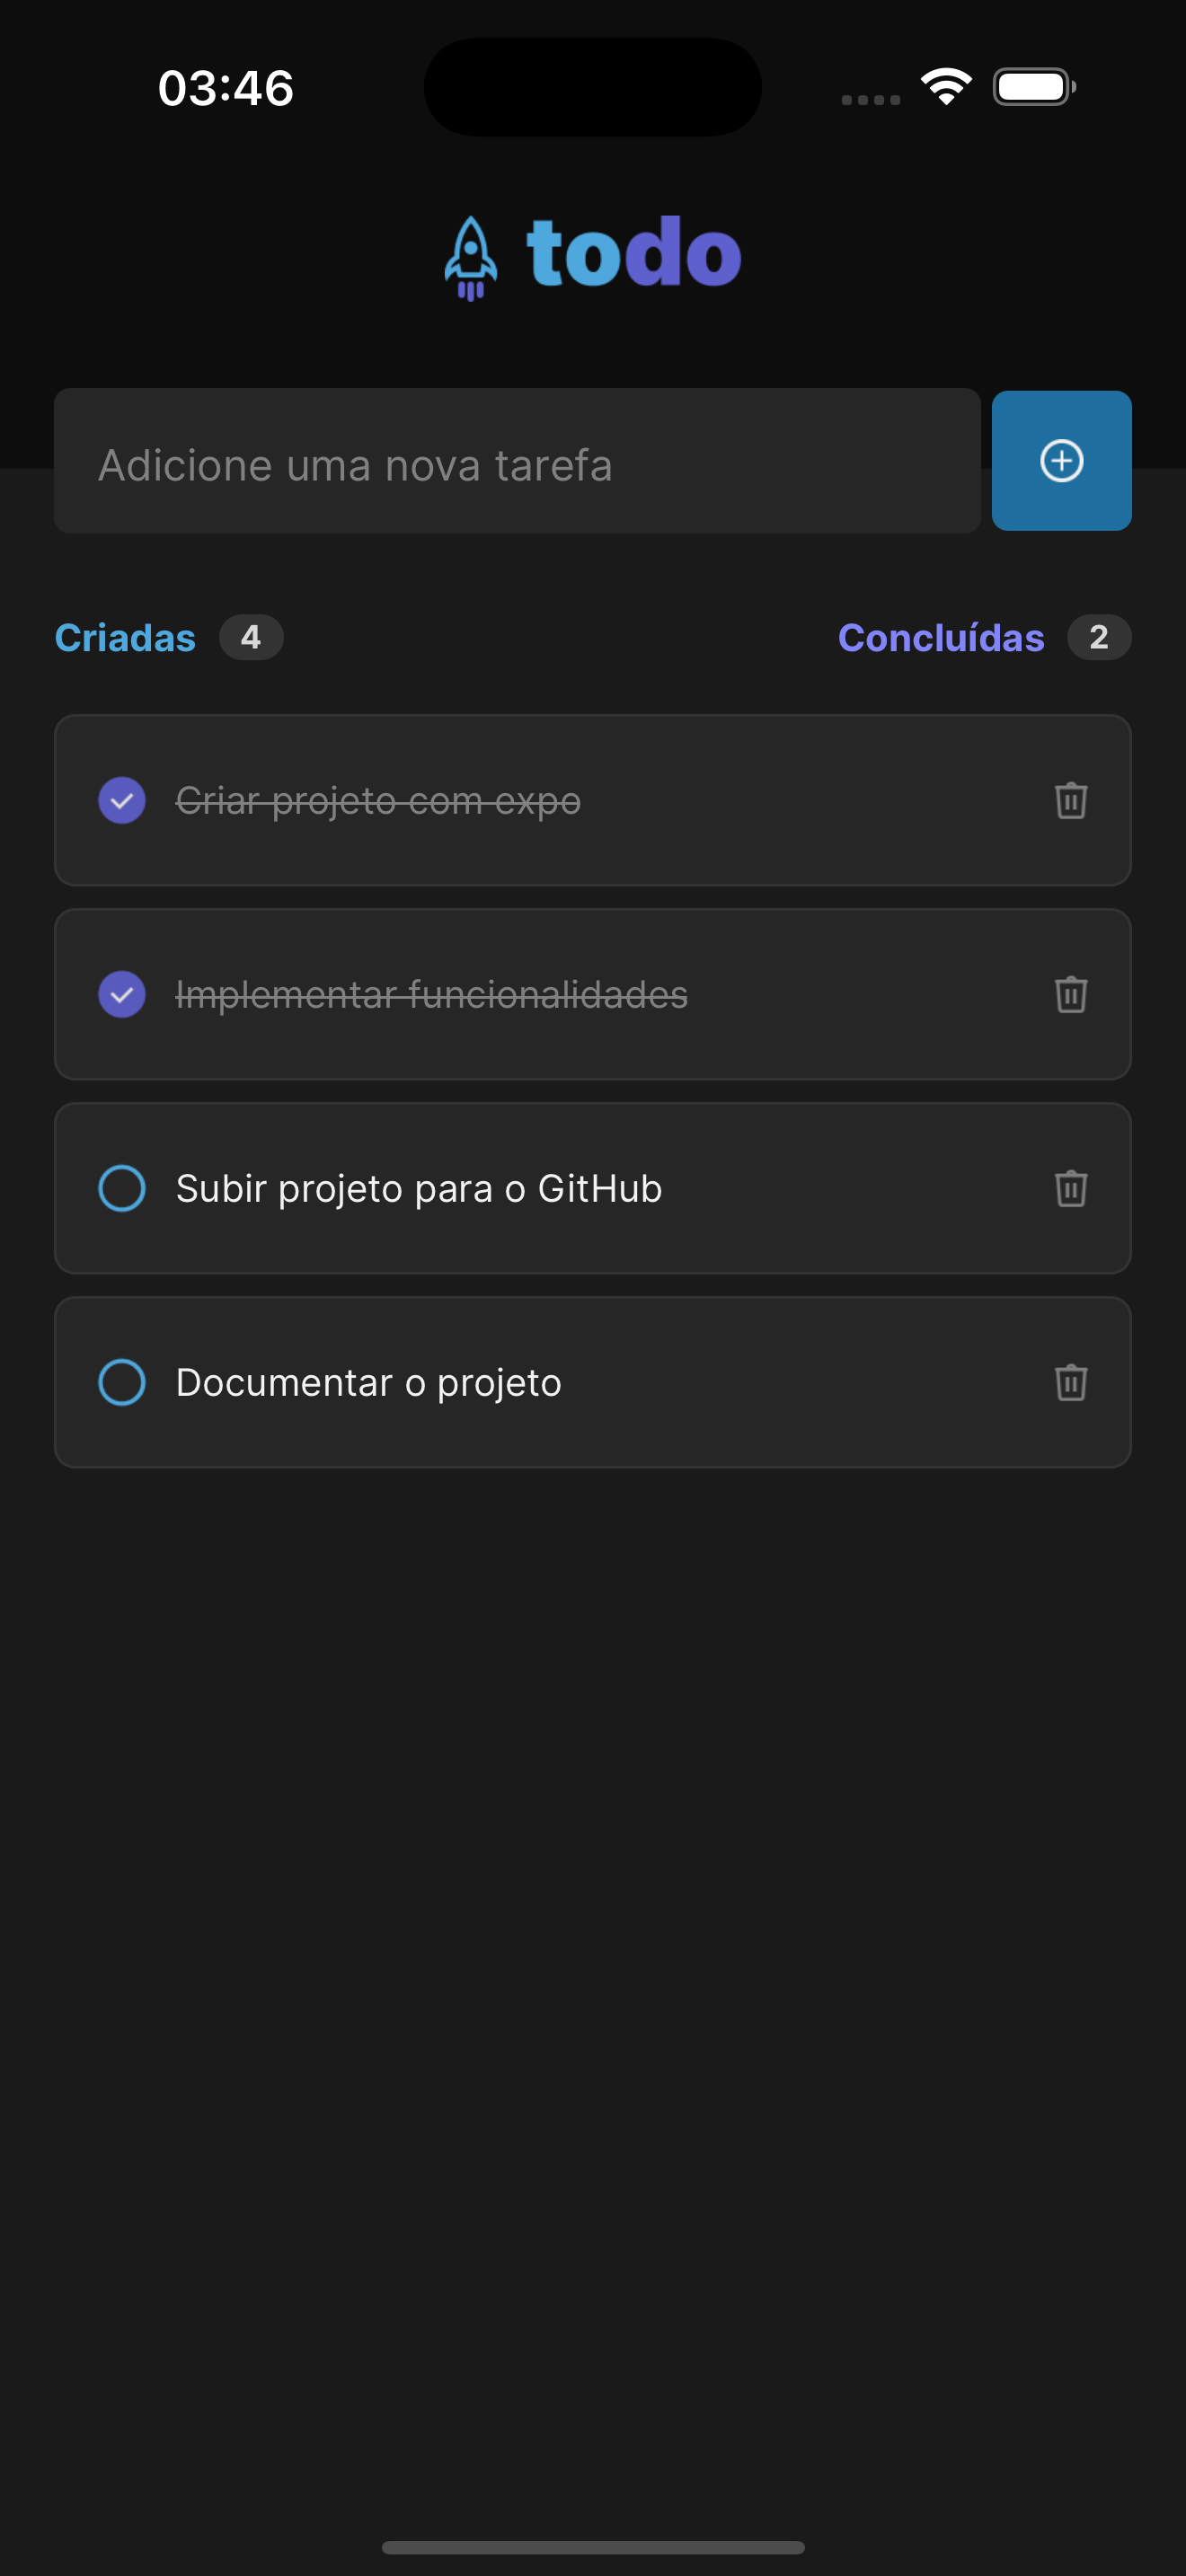 03:46
todo
Adicione uma nova tarefa
Criadas 4 Concluídas 2
Criar projeto com expo
Implementar funcionalidades
Subir projeto para o GitHub
Documentar o projeto